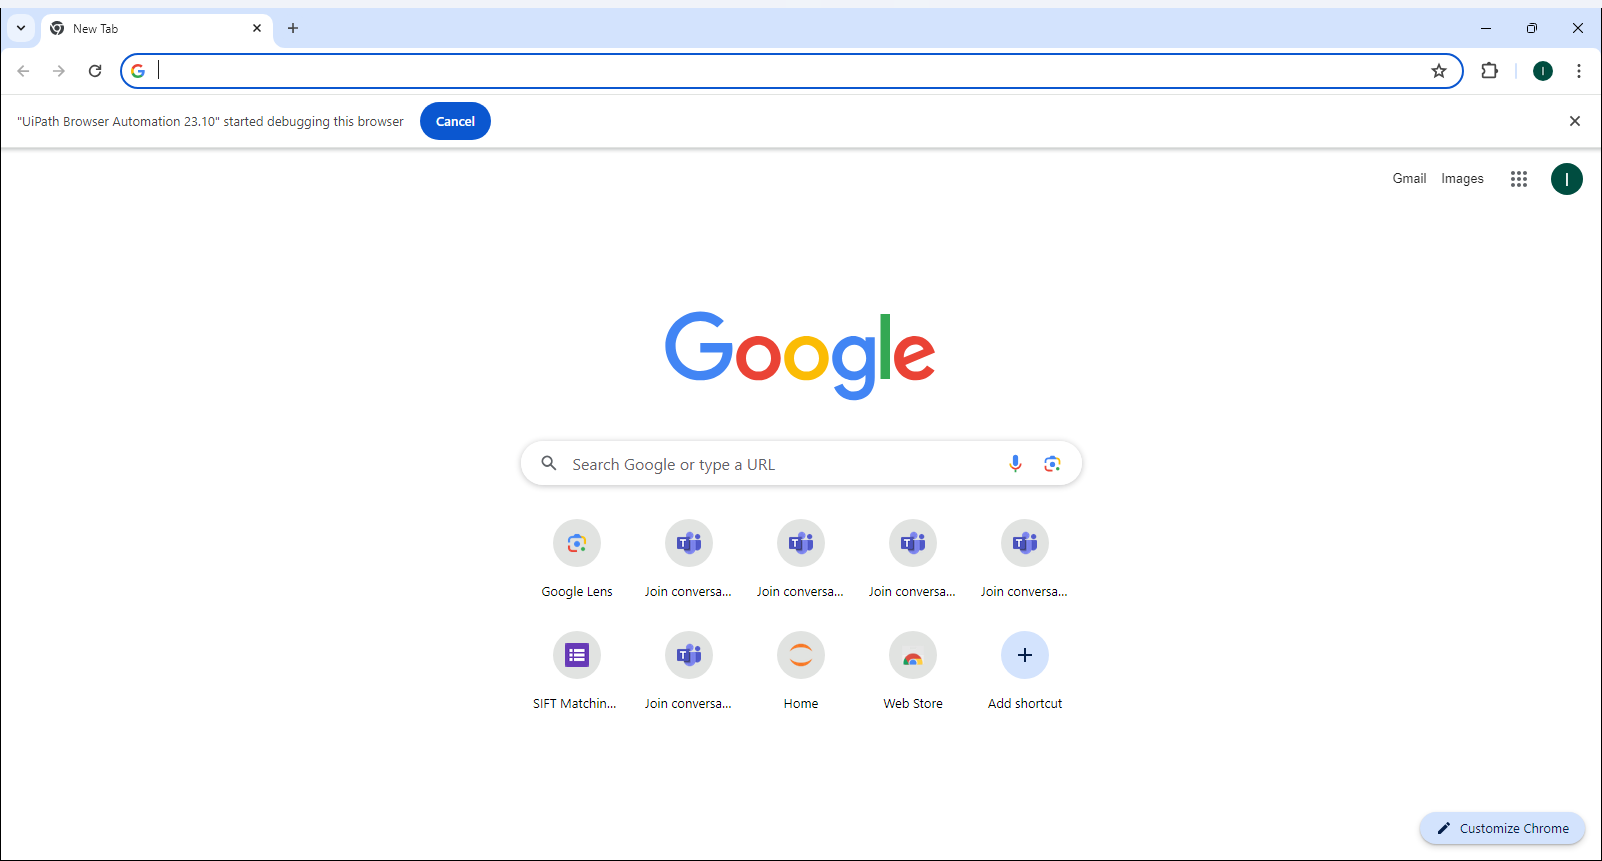 New Tab
"UiPath Browser Automation 23.10" started debugging this browser
Cancel
Gmail
Images
I
I
Google
Search Google or type a URL
Google Lens
Join conversa...
Join conversa...
Join conversa...
Join conversa...
SIFT Matchin...
Join conversa...
Home
Web Store
Add shortcut
Customize Chrome